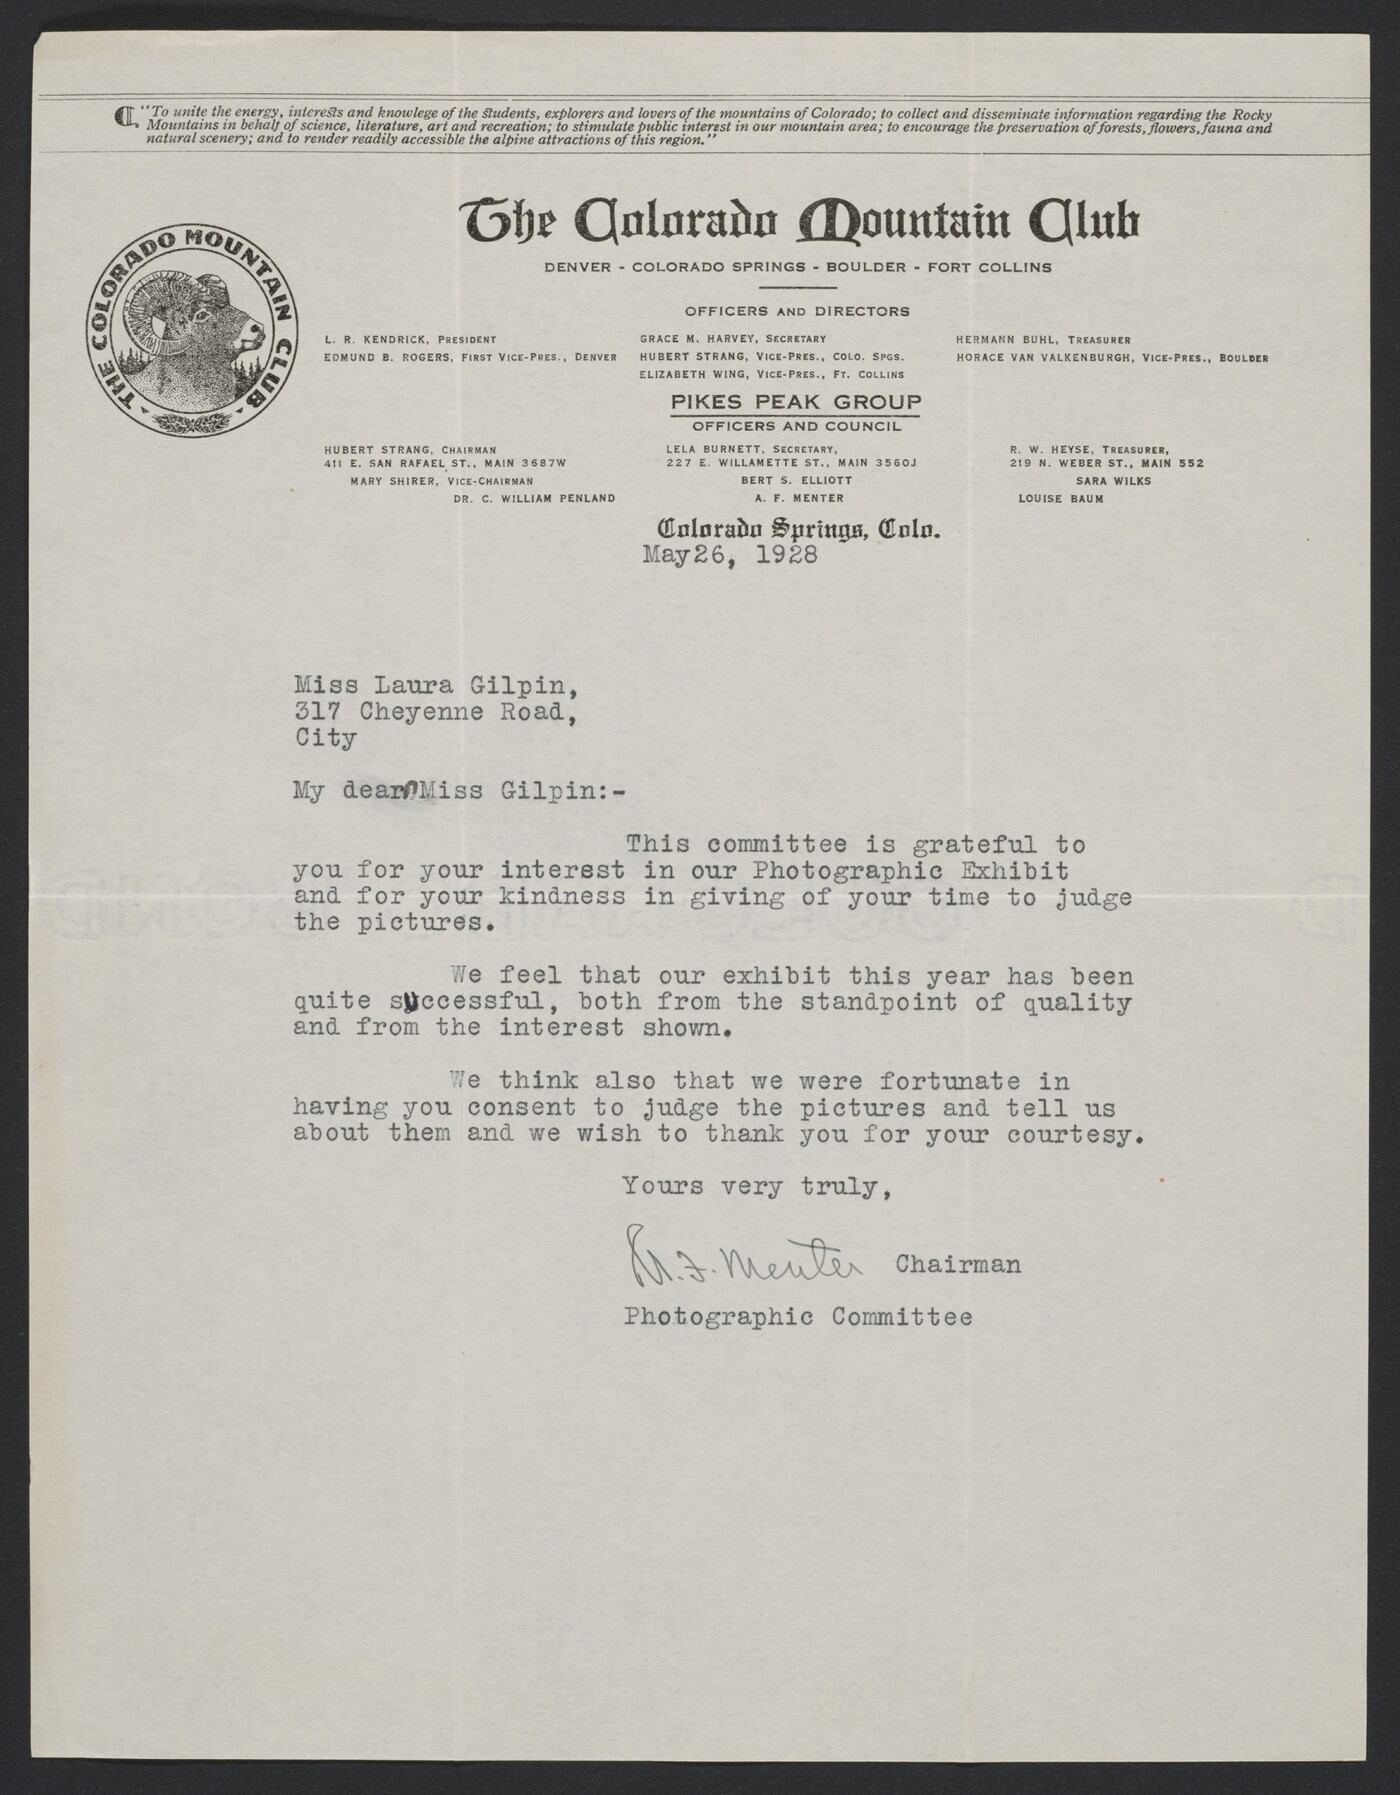 "To unite the energy, interests and knowlege of the students, explorers and lovers of the mountains of Colorado; to collect and disseminate information regarding the Rocky
Mountains in behalf of science, literature, art and recreation; to stimulate public interest in our mountain area; to encourage the preservation of forests, flowers, fauna and
natural scenery; and to render readily accessible the alpine attractions of this region."
The Colorado Mountain Club
DENVER - COLORADO SPRINGS - BOULDER - FORT COLLINS
THE COLORADO MOUNTAIN CLUB
OFFICERS AND DIRECTORS
L. R. KENDRICK, PRESIDENT
EDMUND B. ROGERS, FIRST VICE-PRES., DENVER
GRACE M. HARVEY, SECRETARY
HUBERT STRANG, VICE-PRES., COLO. SPGS.
ELIZABETH WING, VICE-PRES., FT. COLLINS
HERMANN BUHL, TREASURER
HORACE VAN VALKENBURGH, VICE-PRES., BOULDER
PIKES PEAK GROUP
OFFICERS AND COUNCIL
HUBERT STRANG, CHAIRMAN
411 E. SAN RAFAEL ST., MAIN 3687W
MARY SHIRER, VICE-CHAIRMAN
DR. C. WILLIAM PENLAND
LELA BURNETT, SECRETARY,
227 E. WILLAMETTE ST., MAIN 3560J
BERT S. ELLIOTT
A. F. MENTER
R. W. HEYSE, TREASURER,
219 N. WEBER ST., MAIN 552
SARA WILKS
LOUISE BAUM
Colorado Springs, Colo.
May26, 1928
Miss Laura Gilpin,
317 Cheyenne Road,
City
My dear Miss Gilpin:-
This committee is grateful to
you for your interest in our Photographic Exhibit
and for your kindness in giving of your time to judge
the pictures.
We feel that our exhibit this year has been
quite successful, both from the standpoint of quality
and from the interest shown.
We think also that we were fortunate in
having you consent to judge the pictures and tell us
about them and we wish to thank you for your courtesy.
Yours very truly,
A. F. Menter Chairman
Photographic Committee